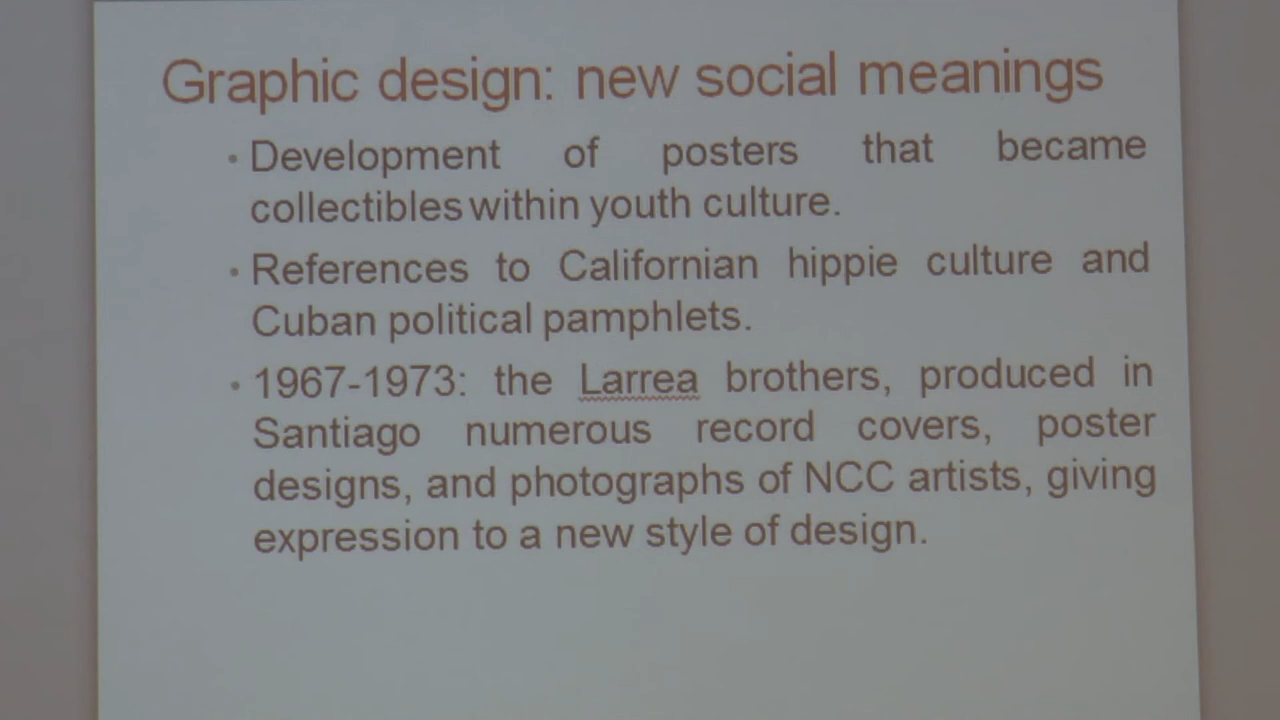 Graphic design: new social meanings
• Development of posters that became
collectibles within youth culture.
• References to Californian hippie culture and
Cuban political pamphlets.
• 1967-1973: the Larrea brothers, produced in
Santiago numerous record covers, poster
designs, and photographs of NCC artists, giving
expression to a new style of design.